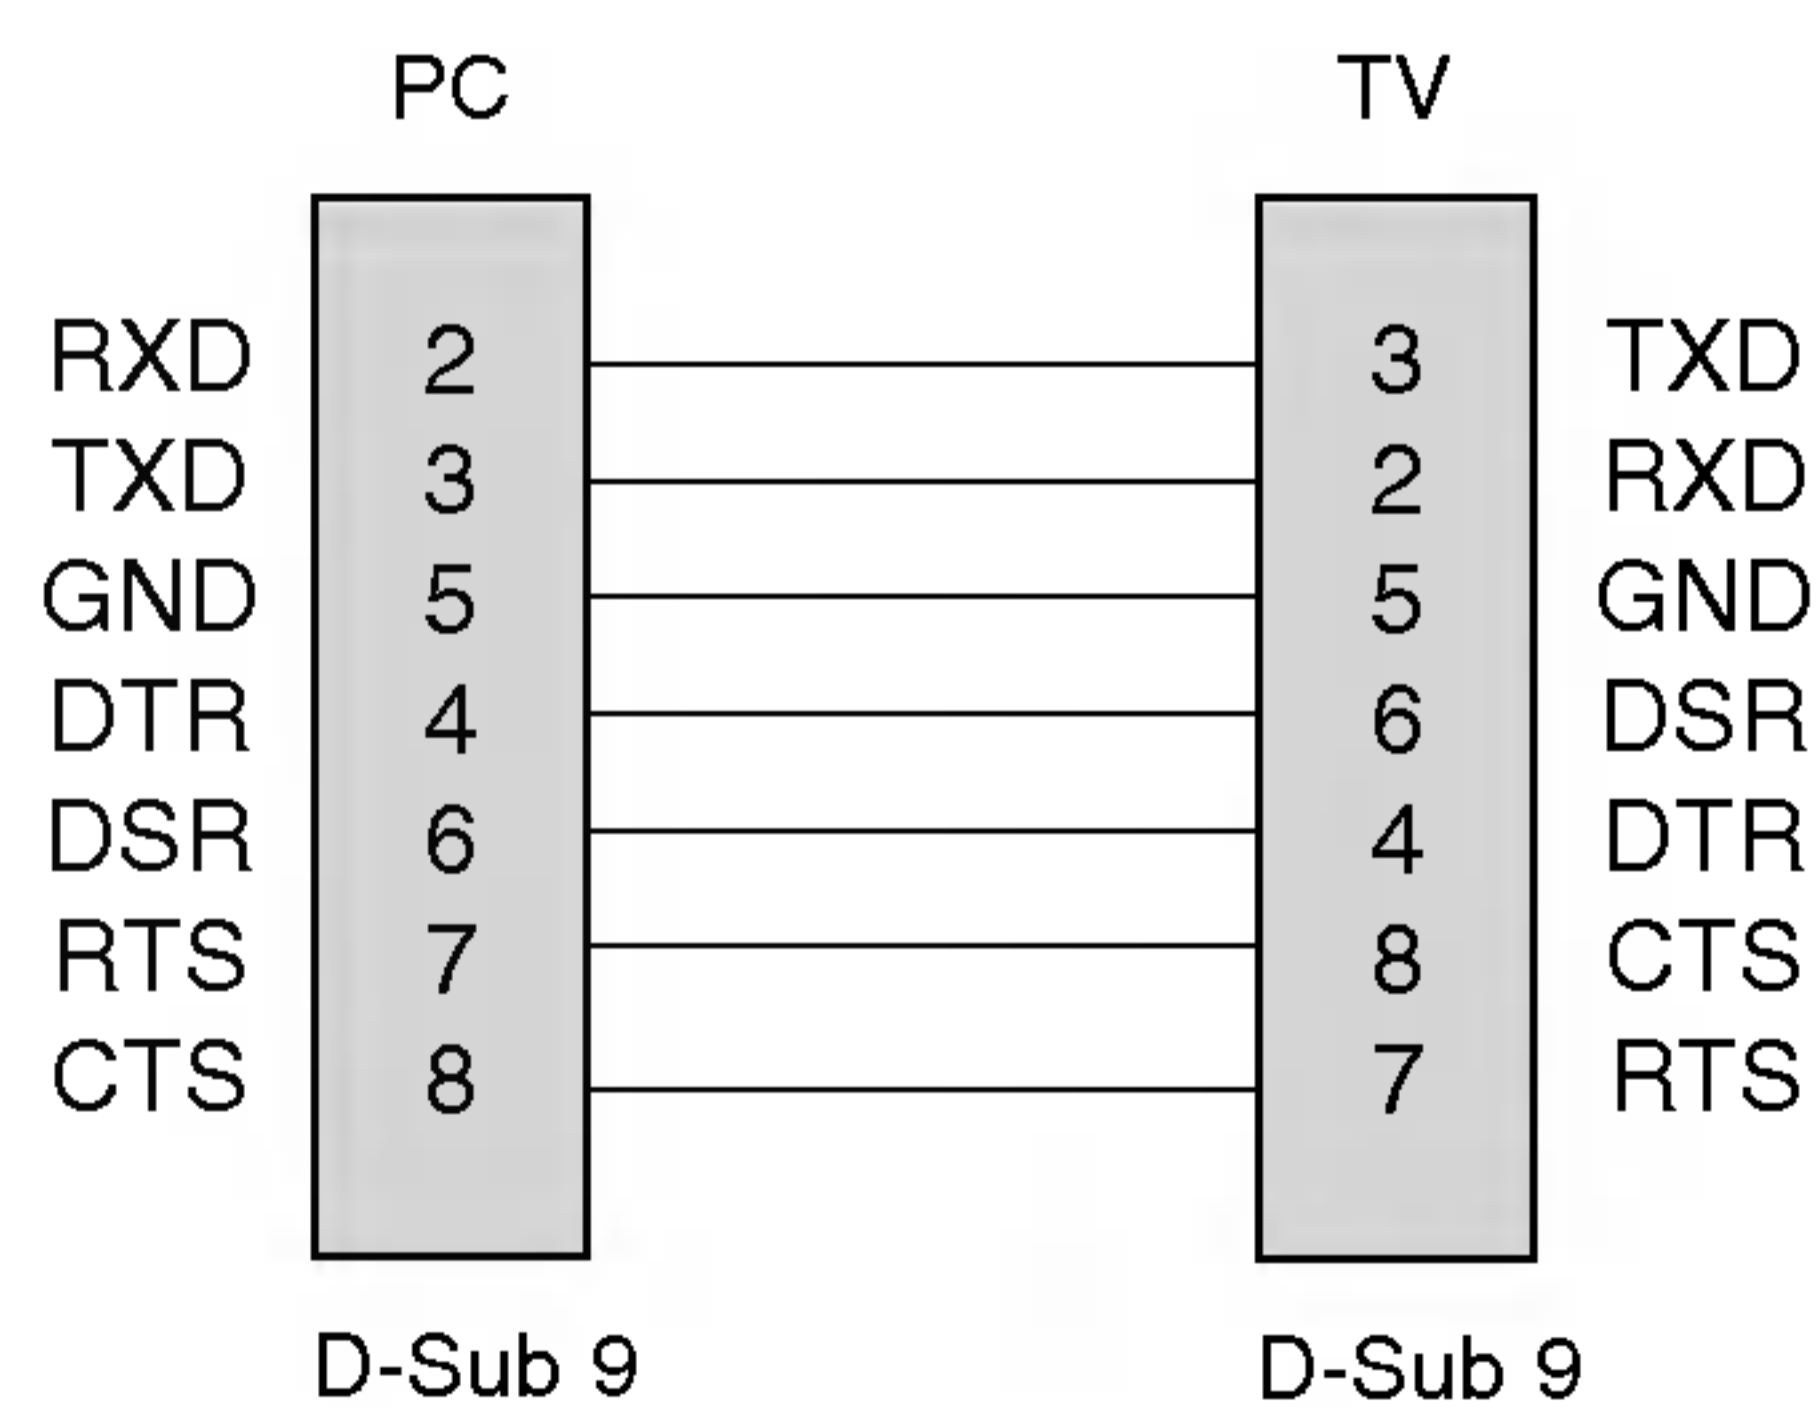 PC TV
RXD 2 3 TXD
TXD 3 2 RXD
GND 5 5 GND
DTR 4 6 DSR
DSR 6 4 DTR
RTS 7 8 CTS
CTS 8 7 RTS
D-Sub 9 D-Sub 9